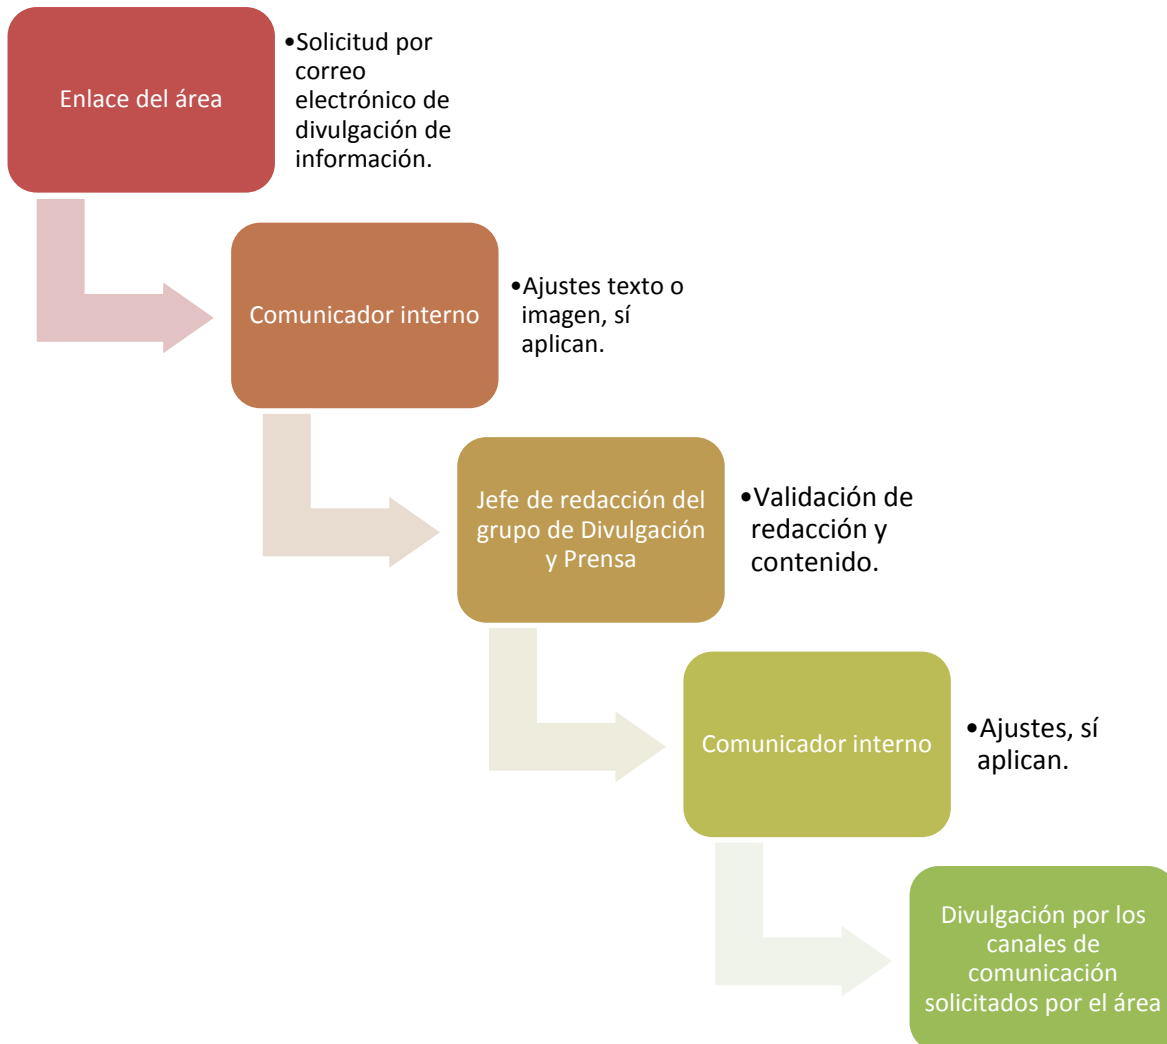 Enlace del área
•Solicitud por
correo
electrónico de
divulgación de
información.
Comunicador interno
•Ajustes texto o
imagen, sí
aplican.
Jefe de redacción del
grupo de Divulgación
y Prensa
•Validación de
redacción y
contenido.
Comunicador interno
•Ajustes, sí
aplican.
Divulgación por los
canales de
comunicación
solicitados por el área